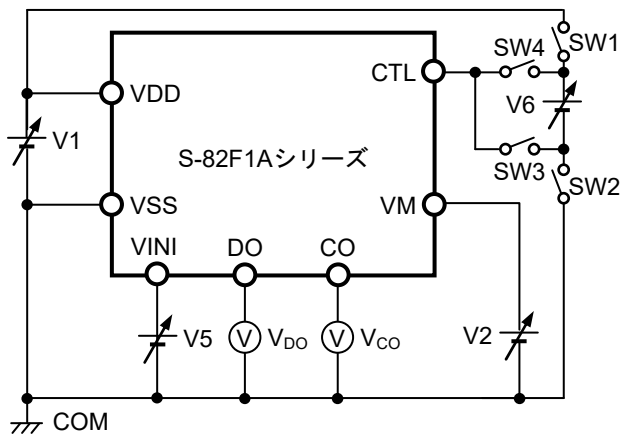 SW4
SW1
CTL
VDD
V6
V1
S-82F1Aシリーズ
SW3
SW2
VSS
VM
VINI
DO
CO
V5
V
VDO
V
VCO
V2
COM